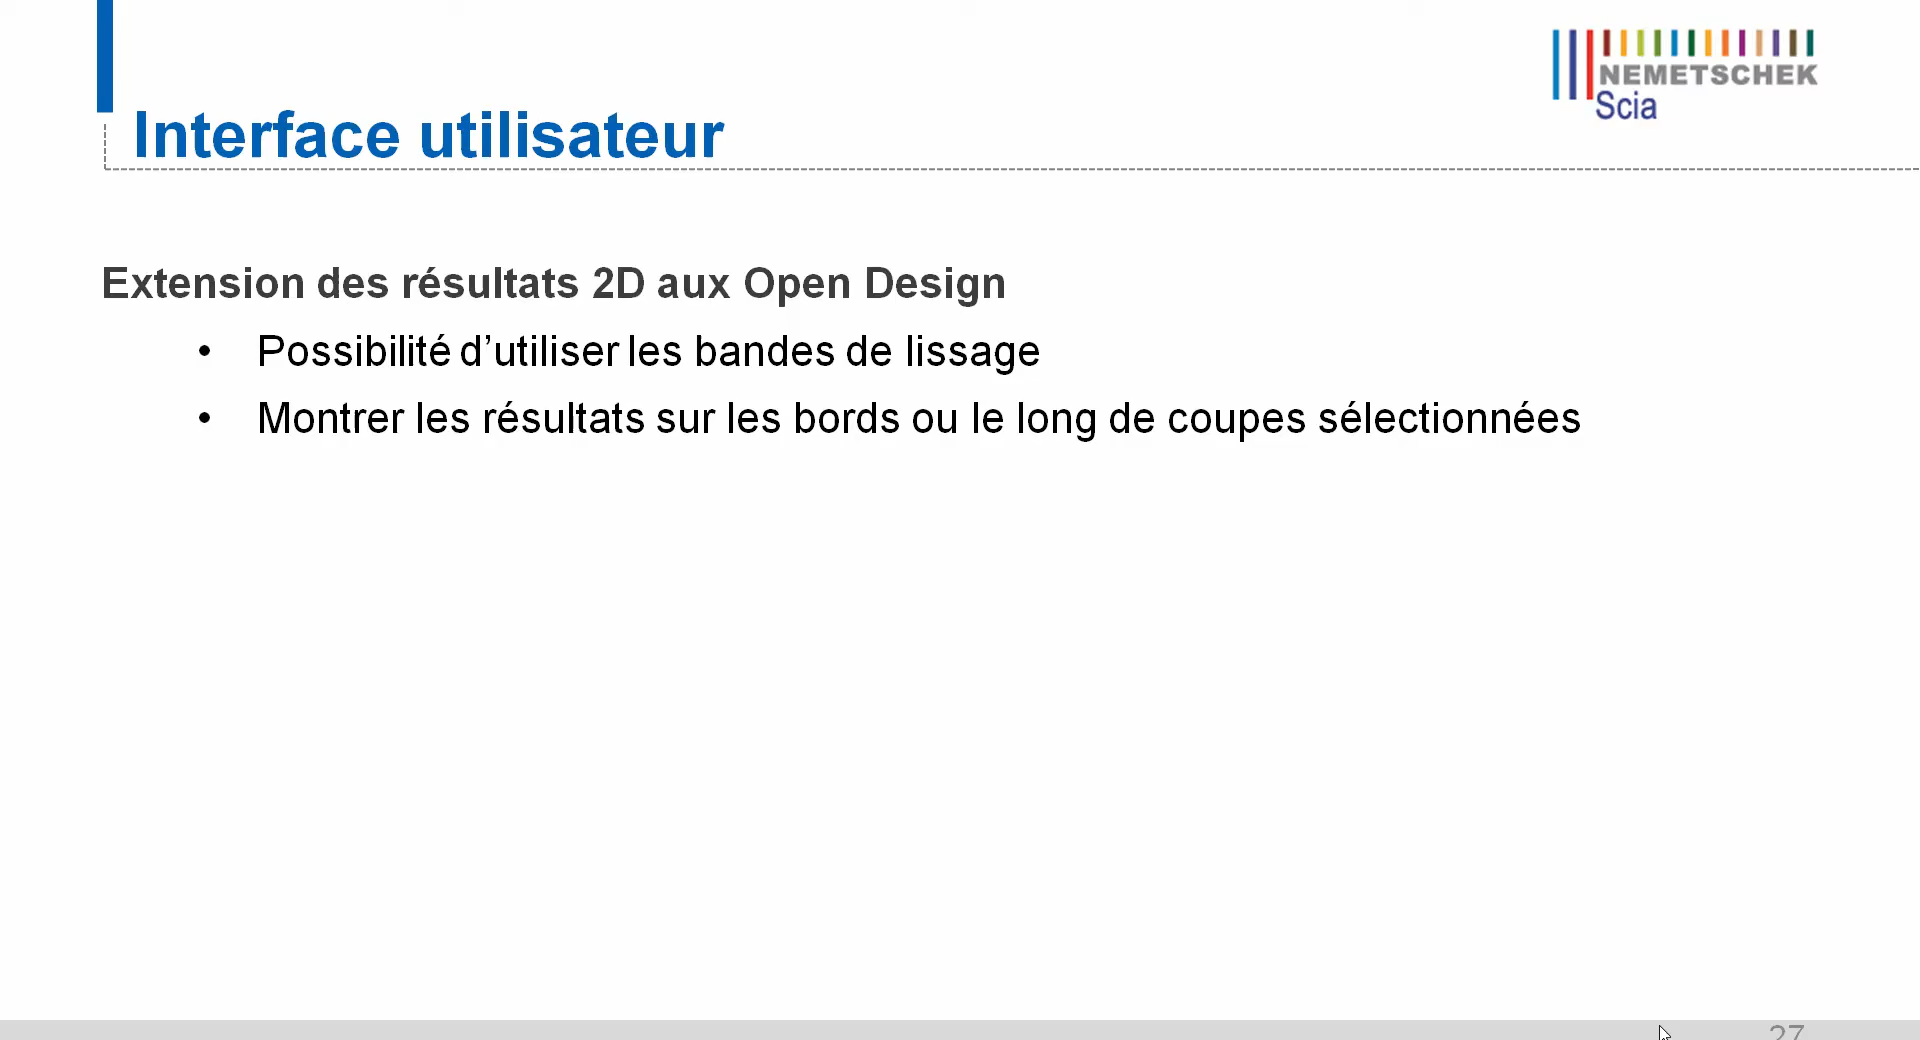 NEMETSCHEK
Scia
Interface utilisateur
Extension des résultats 2D aux Open Design
• Possibilité d’utiliser les bandes de lissage
• Montrer les résultats sur les bords ou le long de coupes sélectionnées
27